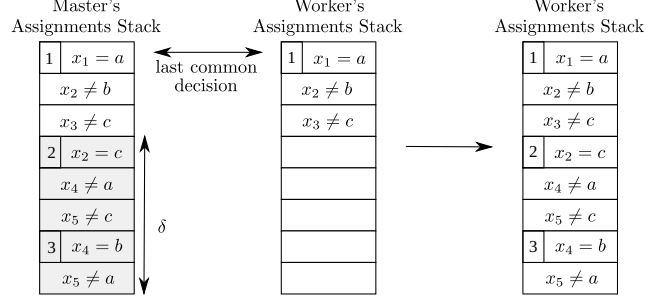 Master's
Assignments Stack
1 x₁ = a
x₂ ≠ b
x₃ ≠ c
2 x₂ = c
x₄ ≠ a
x₅ ≠ c
3 x₄ = b
x₅ ≠ a
last common
decision
δ
Worker's
Assignments Stack
1 x₁ = a
x₂ ≠ b
x₃ ≠ c
Worker's
Assignments Stack
1 x₁ = a
x₂ ≠ b
x₃ ≠ c
2 x₂ = c
x₄ ≠ a
x₅ ≠ c
3 x₄ = b
x₅ ≠ a